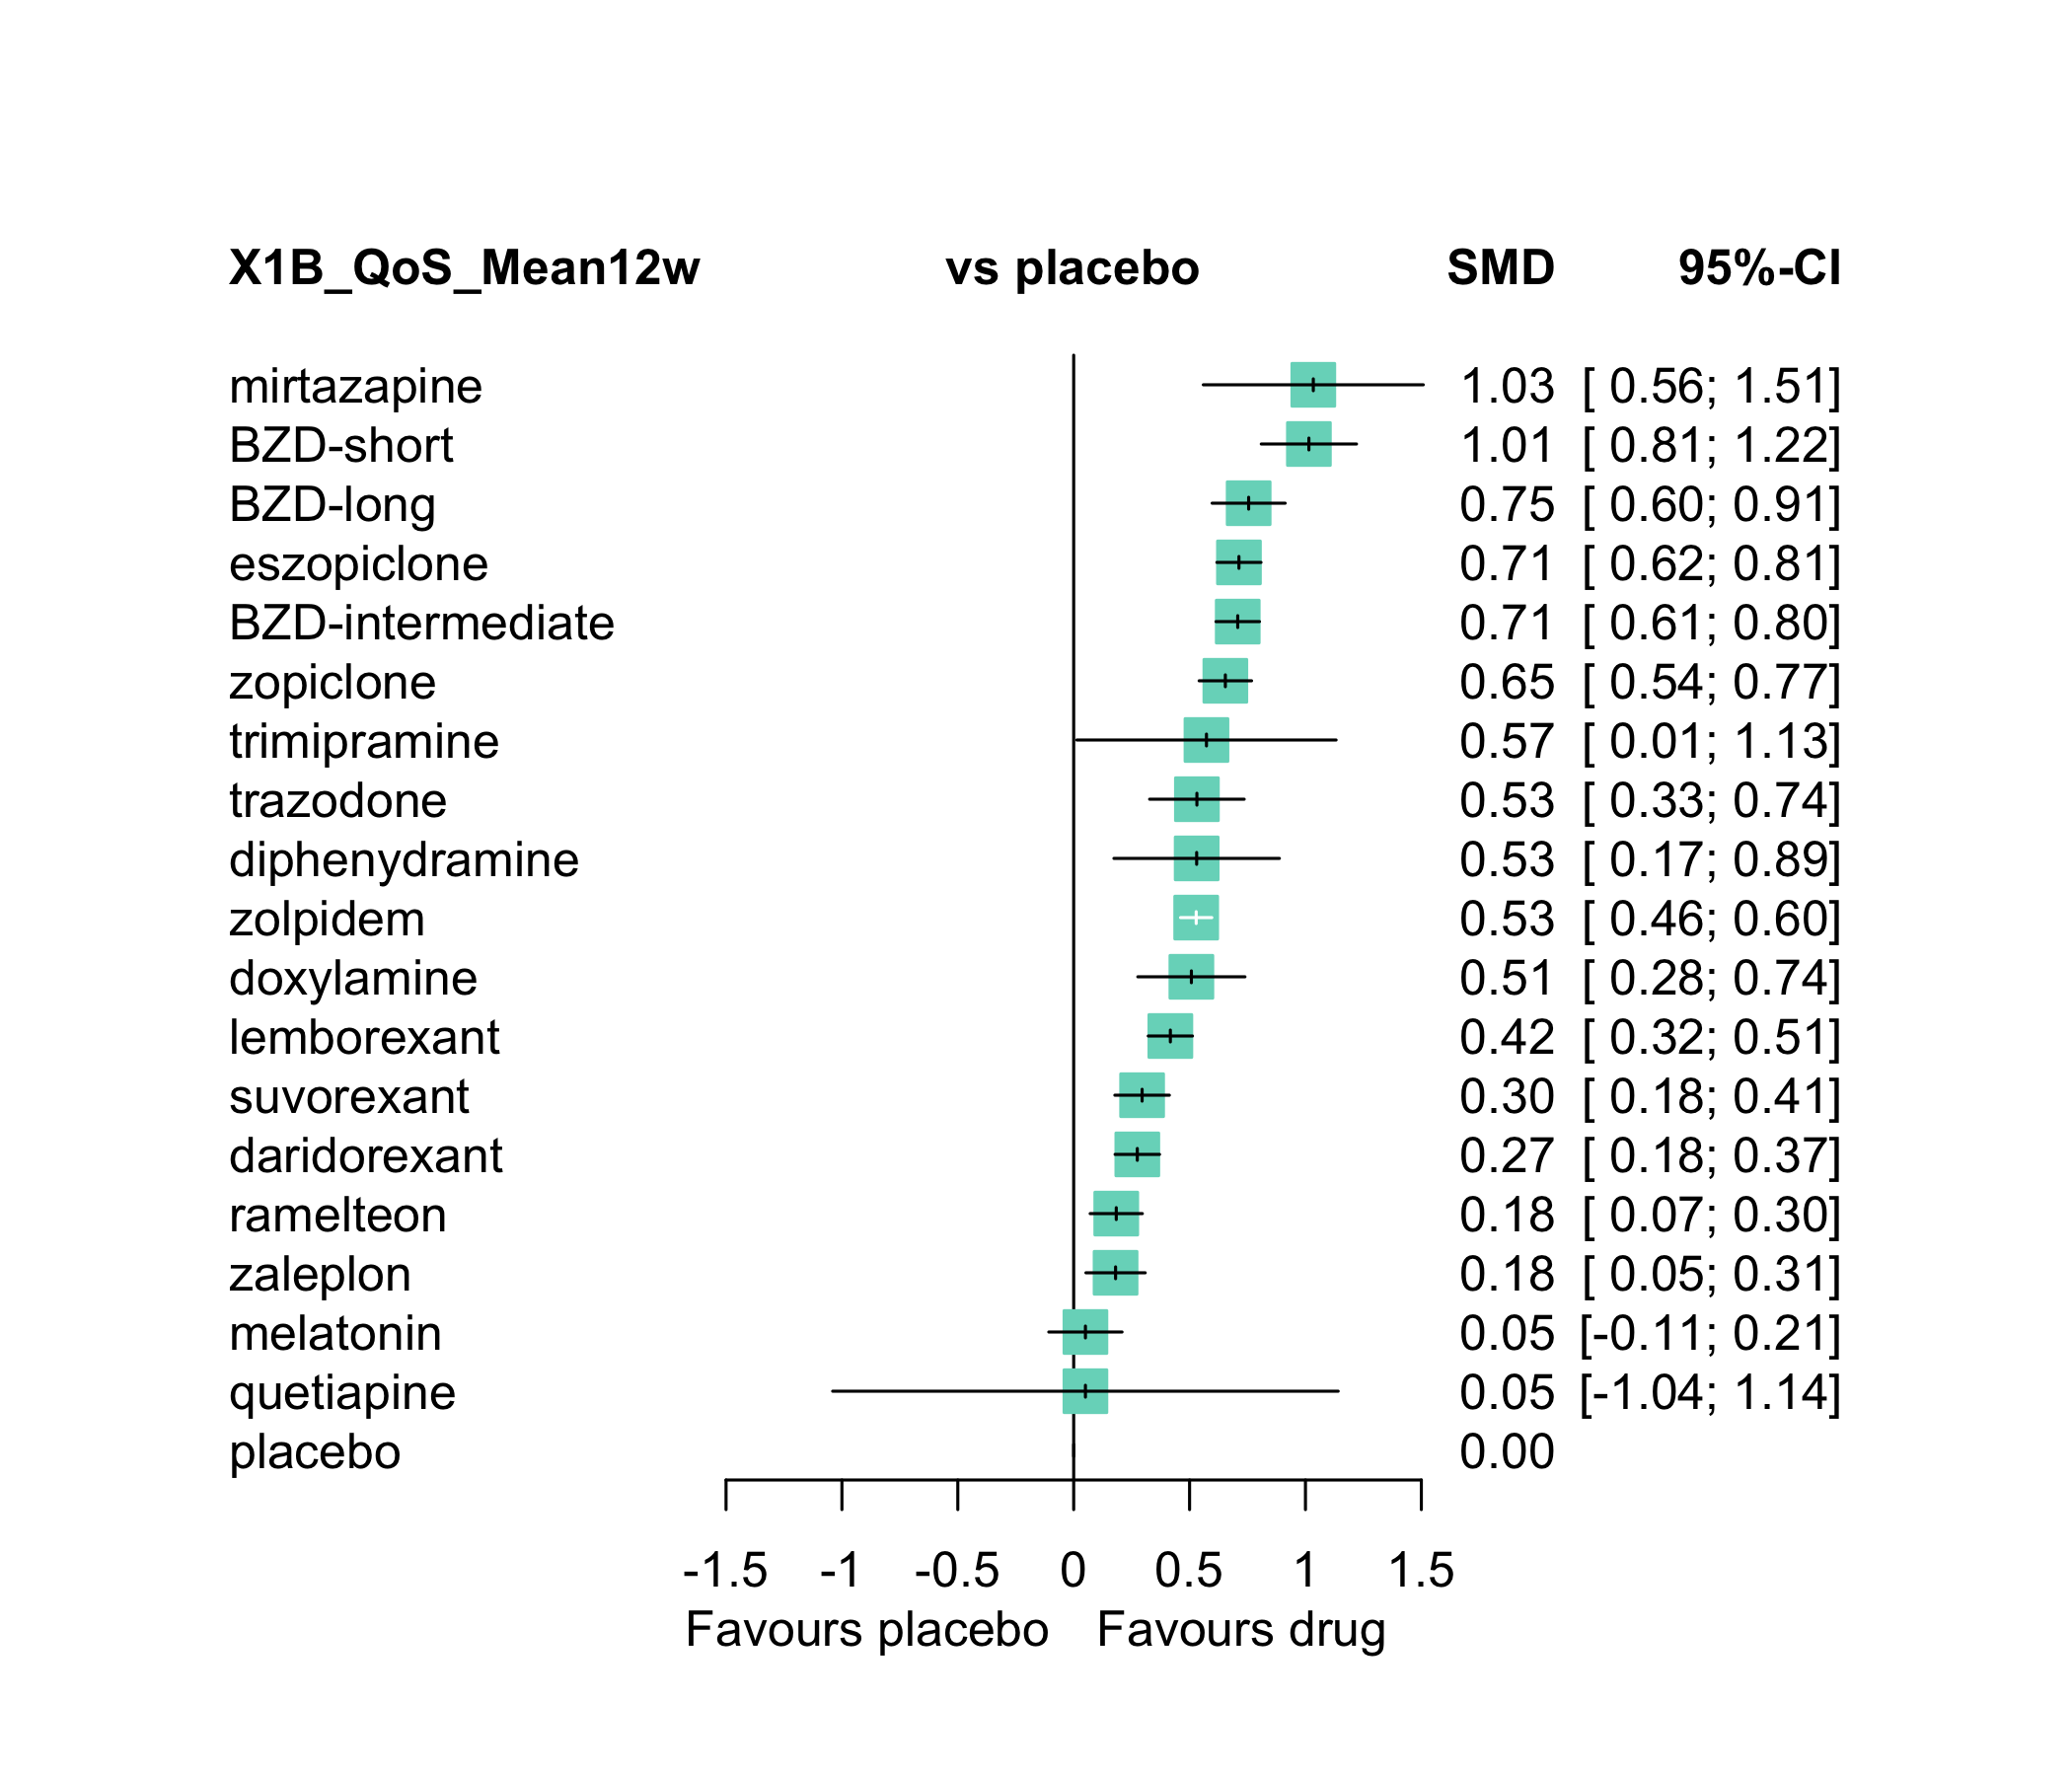 X1B_QoS_Mean12w vs placebo SMD 95%-CI
mirtazapine 1.03 [ 0.56; 1.51]
BZD-short 1.01 [ 0.81; 1.22]
BZD-long 0.75 [ 0.60; 0.91]
eszopiclone 0.71 [ 0.62; 0.81]
BZD-intermediate 0.71 [ 0.61; 0.80]
zopiclone 0.65 [ 0.54; 0.77]
trimipramine 0.57 [ 0.01; 1.13]
trazodone 0.53 [ 0.33; 0.74]
diphenydramine 0.53 [ 0.17; 0.89]
zolpidem 0.53 [ 0.46; 0.60]
doxylamine 0.51 [ 0.28; 0.74]
lemborexant 0.42 [ 0.32; 0.51]
suvorexant 0.30 [ 0.18; 0.41]
daridorexant 0.27 [ 0.18; 0.37]
ramelteon 0.18 [ 0.07; 0.30]
zaleplon 0.18 [ 0.05; 0.31]
melatonin 0.05 [-0.11; 0.21]
quetiapine 0.05 [-1.04; 1.14]
placebo 0.00
-1.5 -1 -0.5 0 0.5 1 1.5
Favours placebo Favours drug